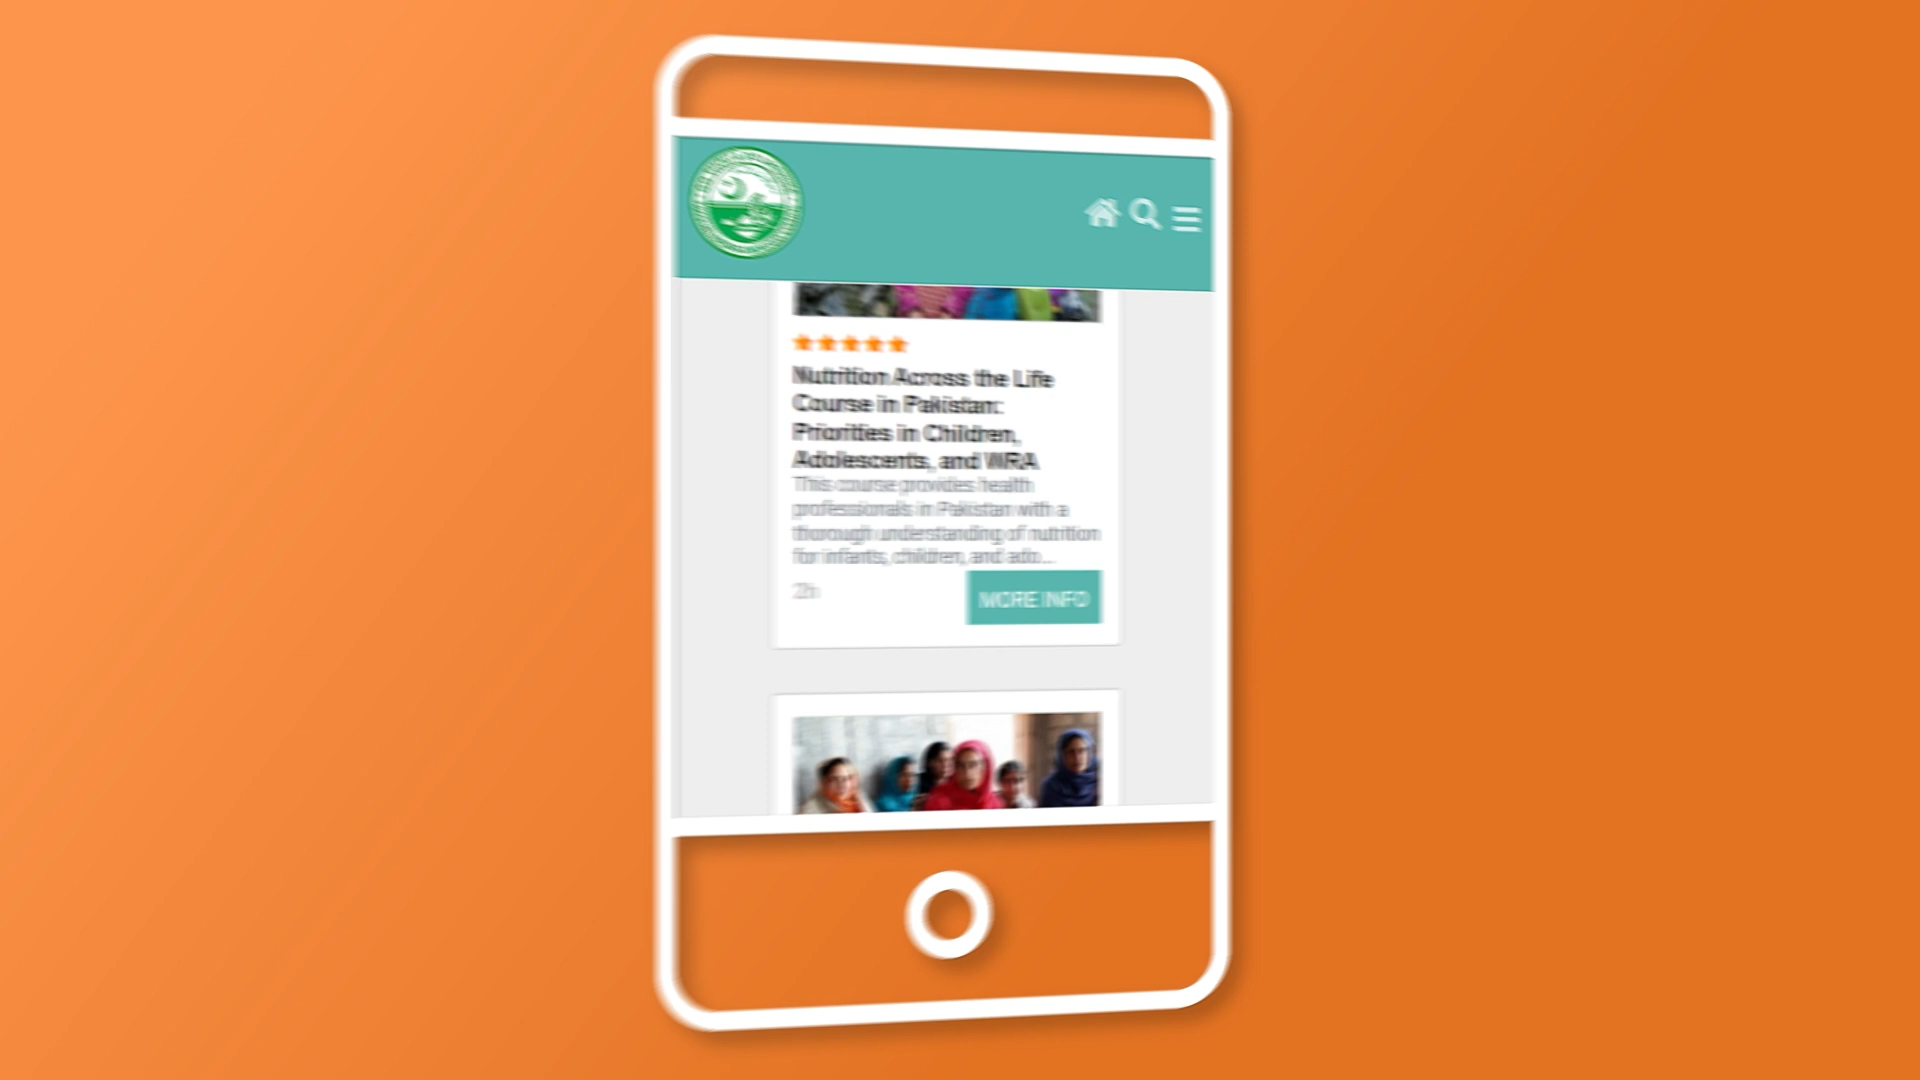 Nutrition Across the Life
Course in Pakistan:
Priorities in Children,
Adolescents, and WRA
This course provides health
professionals in Pakistan with a
thorough understanding of nutrition
for infants, children, and ado...
2h
MORE INFO